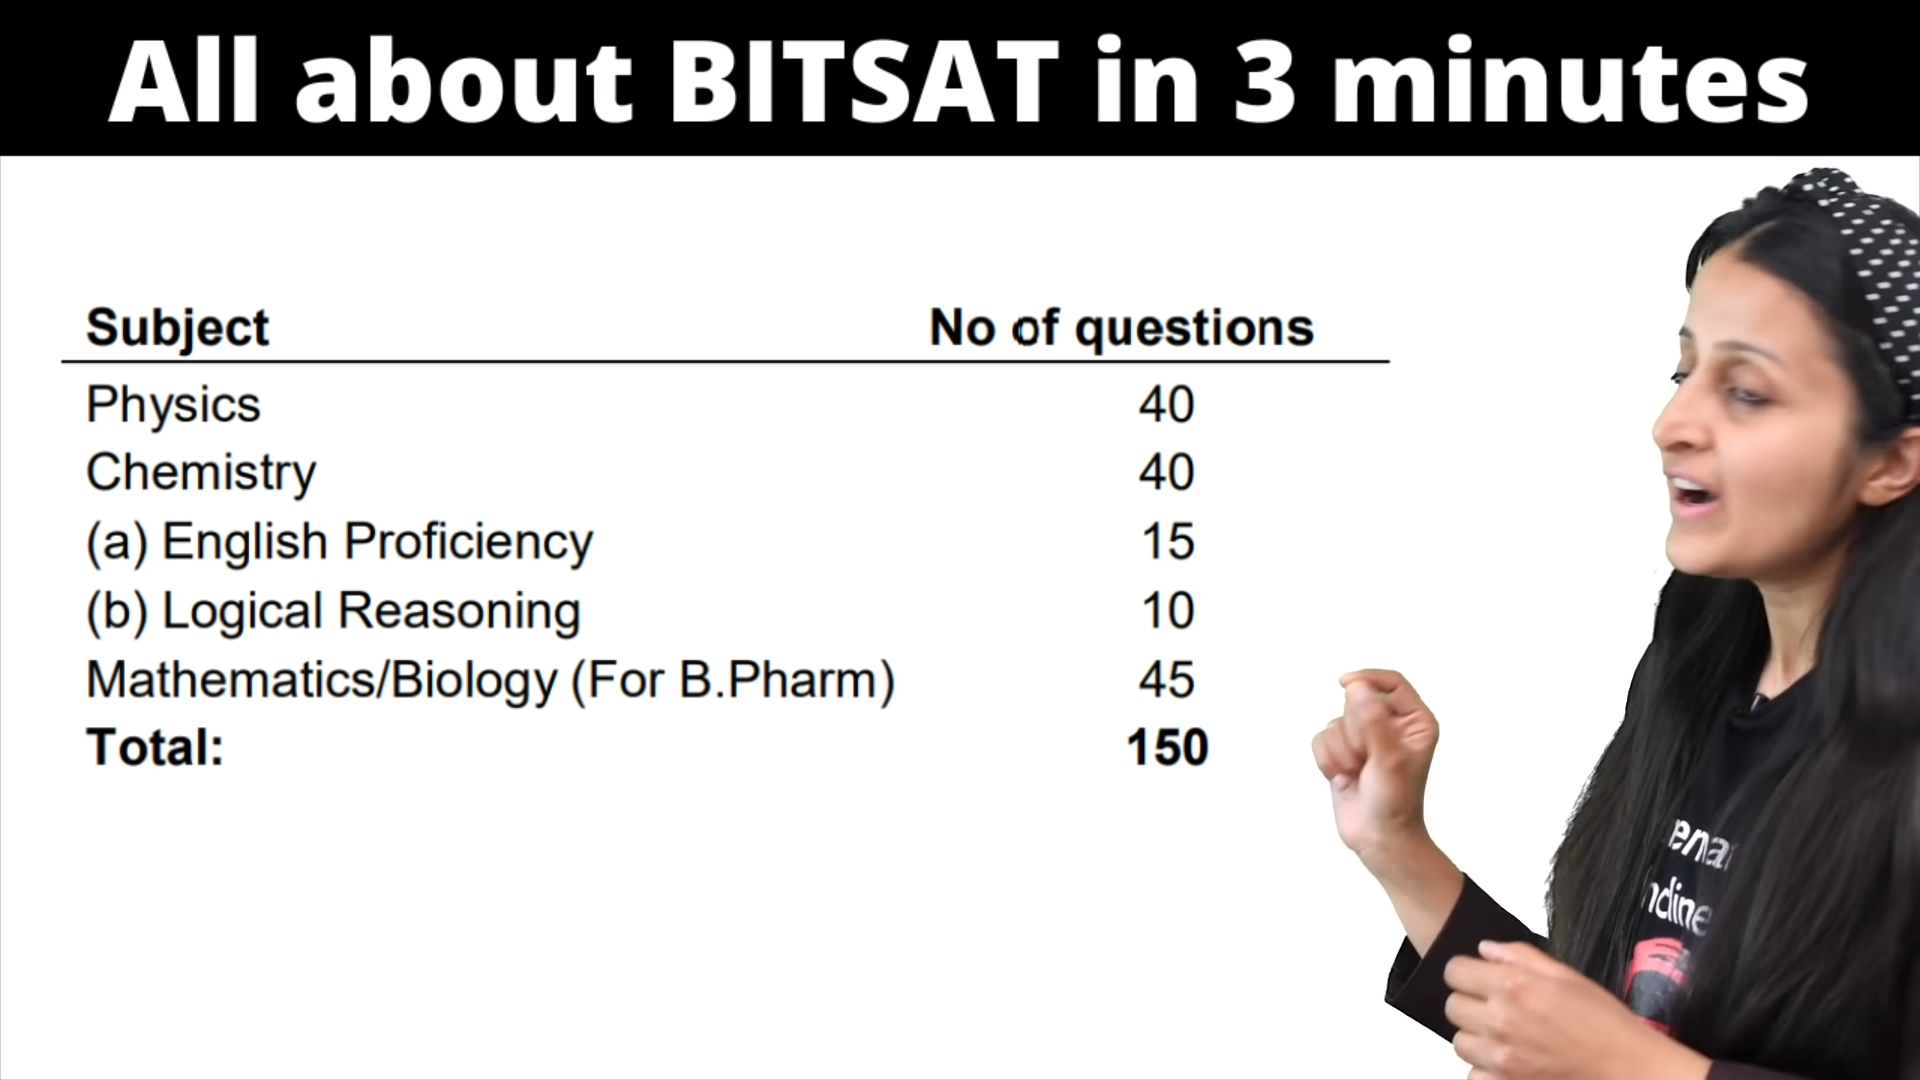 All about BITSAT in 3 minutes
Subject No of questions
Physics 40
Chemistry 40
(a) English Proficiency 15
(b) Logical Reasoning 10
Mathematics/Biology (For B.Pharm) 45
Total: 150